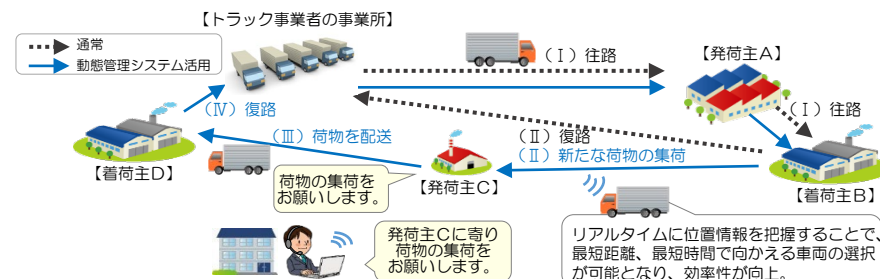 【トラック事業者の事業所】
通常
動態管理システム活用
(Ⅰ)往路
【発荷主A】
(Ⅳ)復路
(Ⅰ)往路
(Ⅲ)荷物を配送
(Ⅱ)復路
(Ⅱ)新たな荷物の集荷
【着荷主D】
【発荷主C】
【着荷主B】
荷物の集荷を
お願いします。
発荷主Cに寄り
荷物の集荷を
お願いします。
リアルタイムに位置情報を把握することで、
最短距離、最短時間で向かえる車両の選択
が可能となり、効率性が向上。